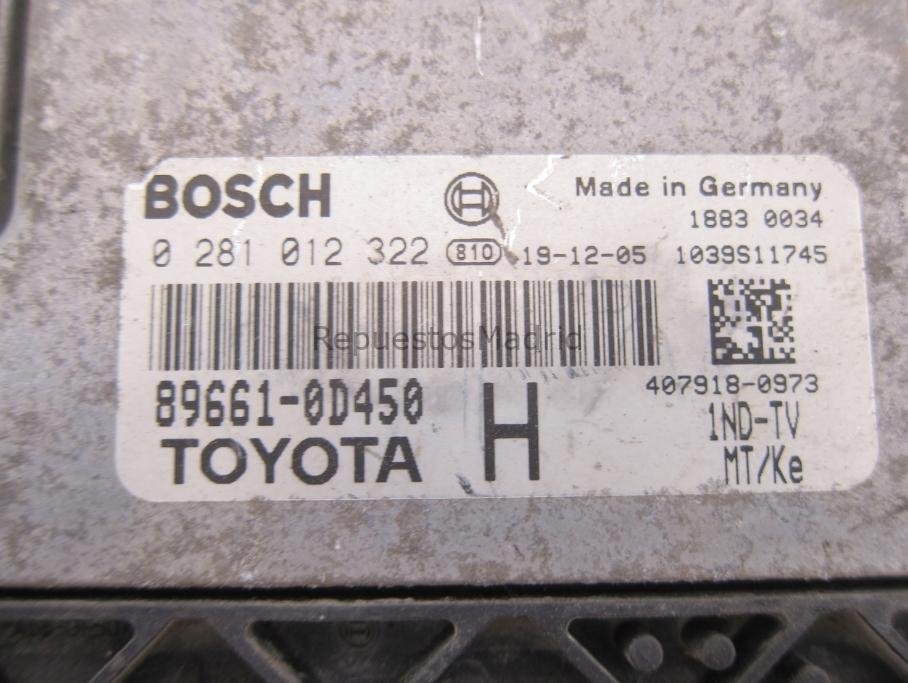 BOSCH Made in Germany
1883 0034
0 281 012 322 810 19-12-05 1039S11745
RepuestosMadrid
407918-0973
89661-0D450 H 1ND-TV
TOYOTA MT/Ke